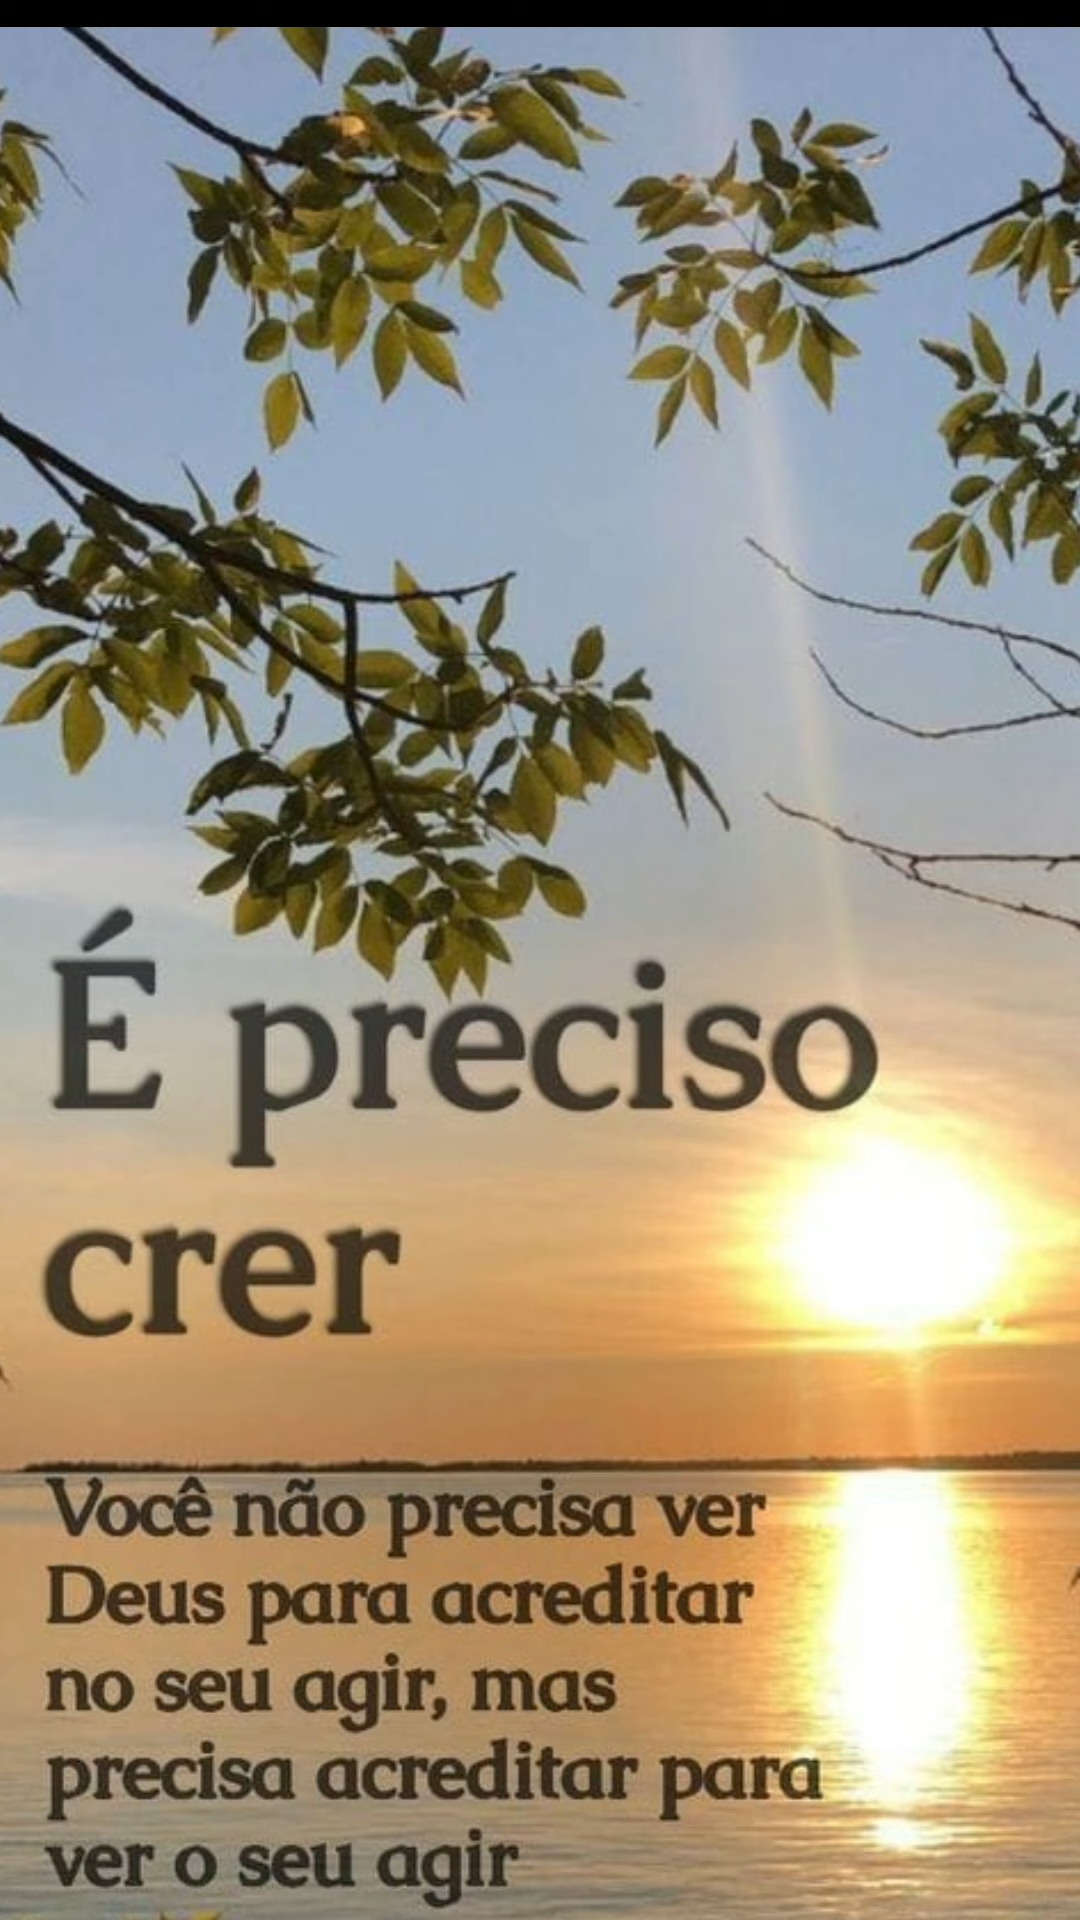 É preciso
crer
Você não precisa ver
Deus para acreditar
no seu agir, mas
precisa acreditar para
ver o seu agir